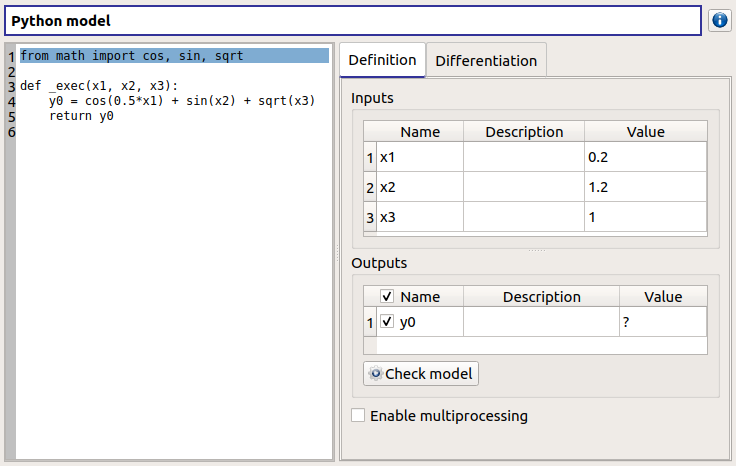 Python model
1 from math import cos, sin, sqrt
2
3 def _exec(x1, x2, x3):
4     y0 = cos(0.5*x1) + sin(x2) + sqrt(x3)
5     return y0
6
Definition Differentiation
Inputs
Name Description Value
1 x1 0.2
2 x2 1.2
3 x3 1
Outputs
Name Description Value
1 y0 ?
Check model
Enable multiprocessing